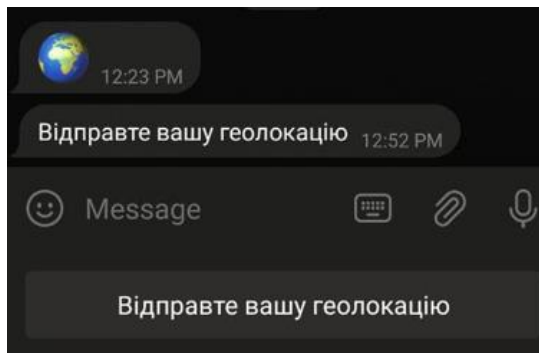 12:23 PM
Відправте вашу геолокацію 12:52 PM
Message
Відправте вашу геолокацію